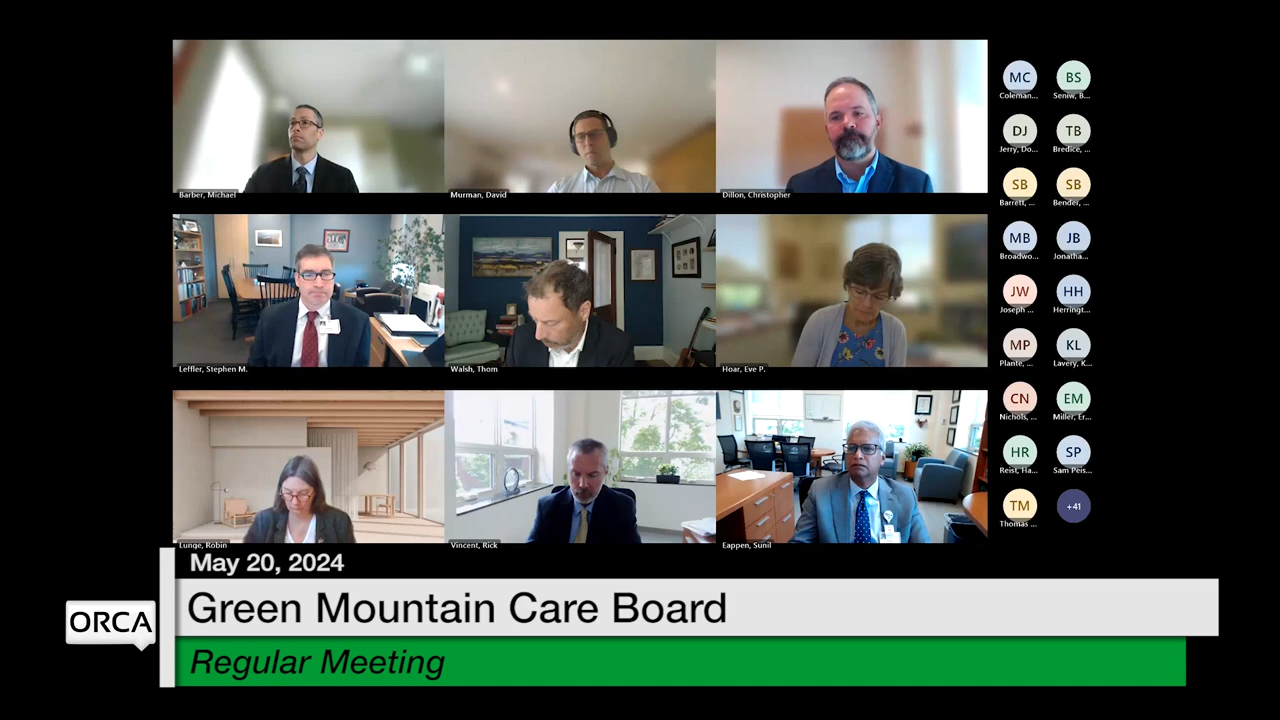 MC
BS
Coleman...
Seniw, B...
DJ
TB
Jerry, Do...
Bredice, ...
SB
SB
Barrett, ...
Bender, ...
MB
JB
Broadwo...
Jonatha...
JW
HH
Joseph ...
Herringt...
MP
KL
Plante, ...
Lavery, K...
CN
EM
Nichols, ...
Miller, Er...
HR
SP
Reist, Ha...
Sam Peis...
TM
+41
Thomas ...
Barber, Michael
Murman, David
Dillon, Christopher
Leffler, Stephen M.
Walsh, Thom
Hoar, Eve P.
Lunge, Robin
Vincent, Rick
Eappen, Sunil
May 20, 2024
ORCA
Green Mountain Care Board
Regular Meeting